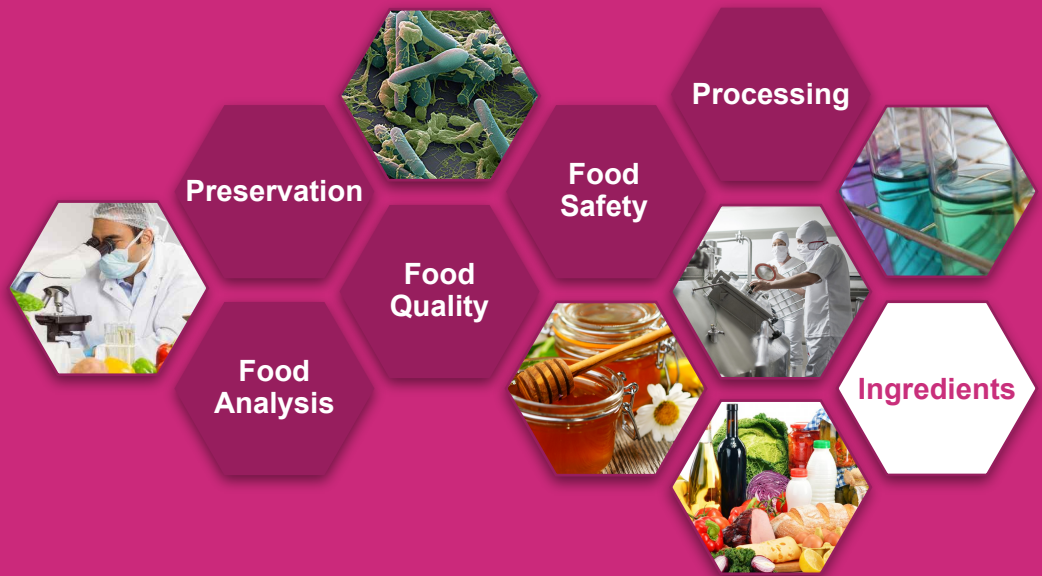 Processing
Preservation
Food
Safety
Food
Quality
Food
Analysis
Ingredients